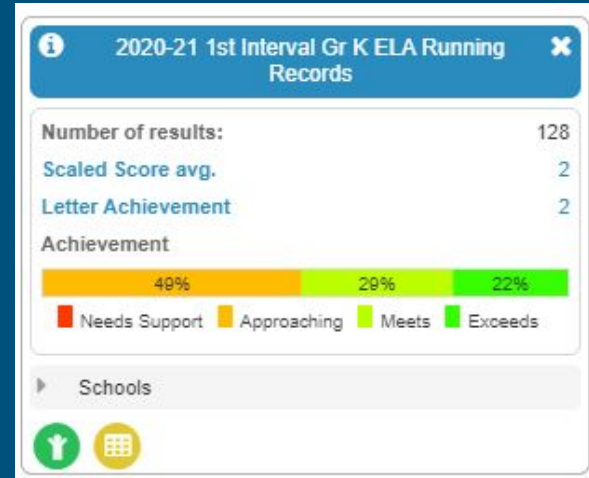 2020-21 1st Interval Gr K ELA Running
Records
Number of results: 128
Scaled Score avg. 2
Letter Achievement 2
Achievement
49% 29% 22%
Needs Support Approaching Meets Exceeds
Schools